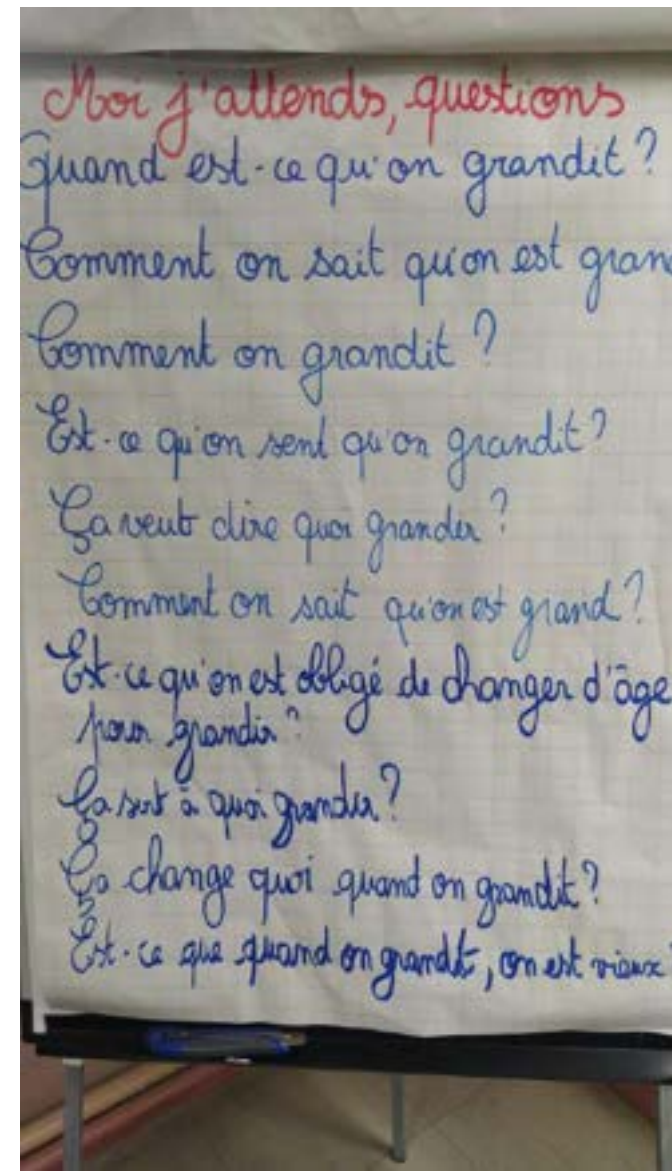 Moi j'attends, questions
Quand est-ce qu'on grandit ?
Comment on sait qu'on est grand
Comment on grandit ?
Est-ce qu'on sent qu'on grandit ?
Ça veut dire quoi grandir ?
Comment on sait qu'on est grand ?
Est-ce qu'on est obligé de changer d'âge
pour grandir ?
Ça sert à quoi grandir ?
Ça change quoi quand on grandit ?
Est-ce que quand on grandit, on est vieux